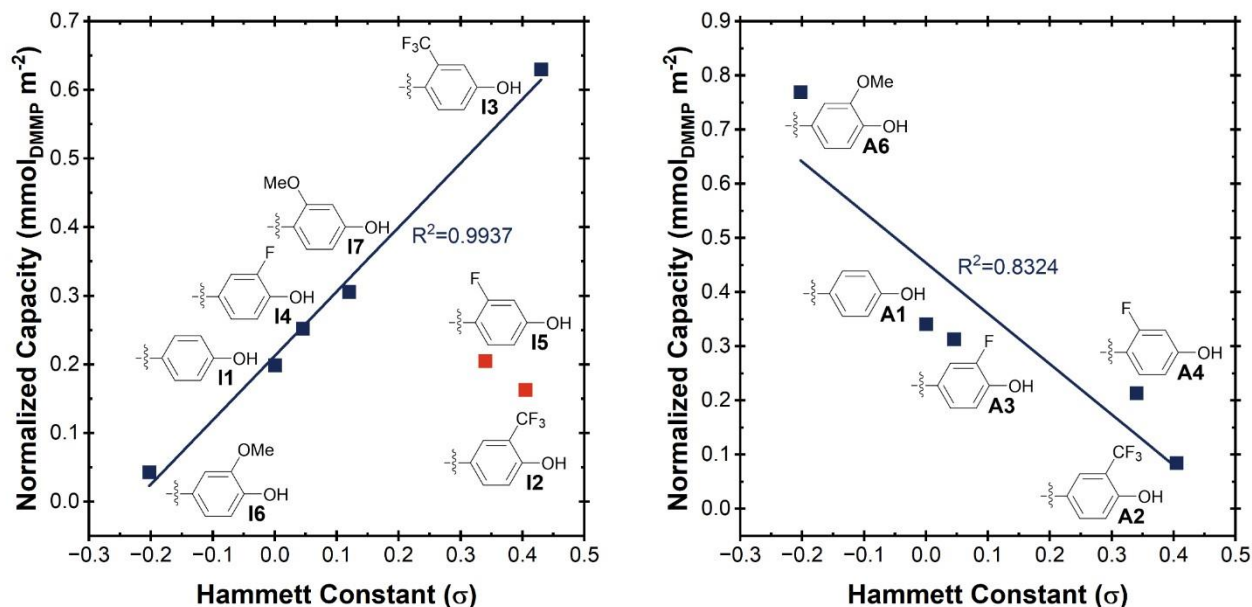 Normalized Capacity (mmol_DMMP m⁻²)
0.7
0.6
0.5
0.4
0.3
0.2
0.1
0.0
F₃C
OH
I3
MeO
OH
I7
R²=0.9937
F
OH
I4
F
OH
I5
OH
I1
CF₃
OH
I2
OMe
OH
I6
−0.3 −0.2 −0.1 0.0 0.1 0.2 0.3 0.4 0.5
Hammett Constant (σ)
Normalized Capacity (mmol_DMMP m⁻²)
0.9
0.8
0.7
0.6
0.5
0.4
0.3
0.2
0.1
0.0
OMe
OH
A6
R²=0.8324
OH
A1
F
OH
A3
F
OH
A4
CF₃
OH
A2
−0.3 −0.2 −0.1 0.0 0.1 0.2 0.3 0.4 0.5
Hammett Constant (σ)